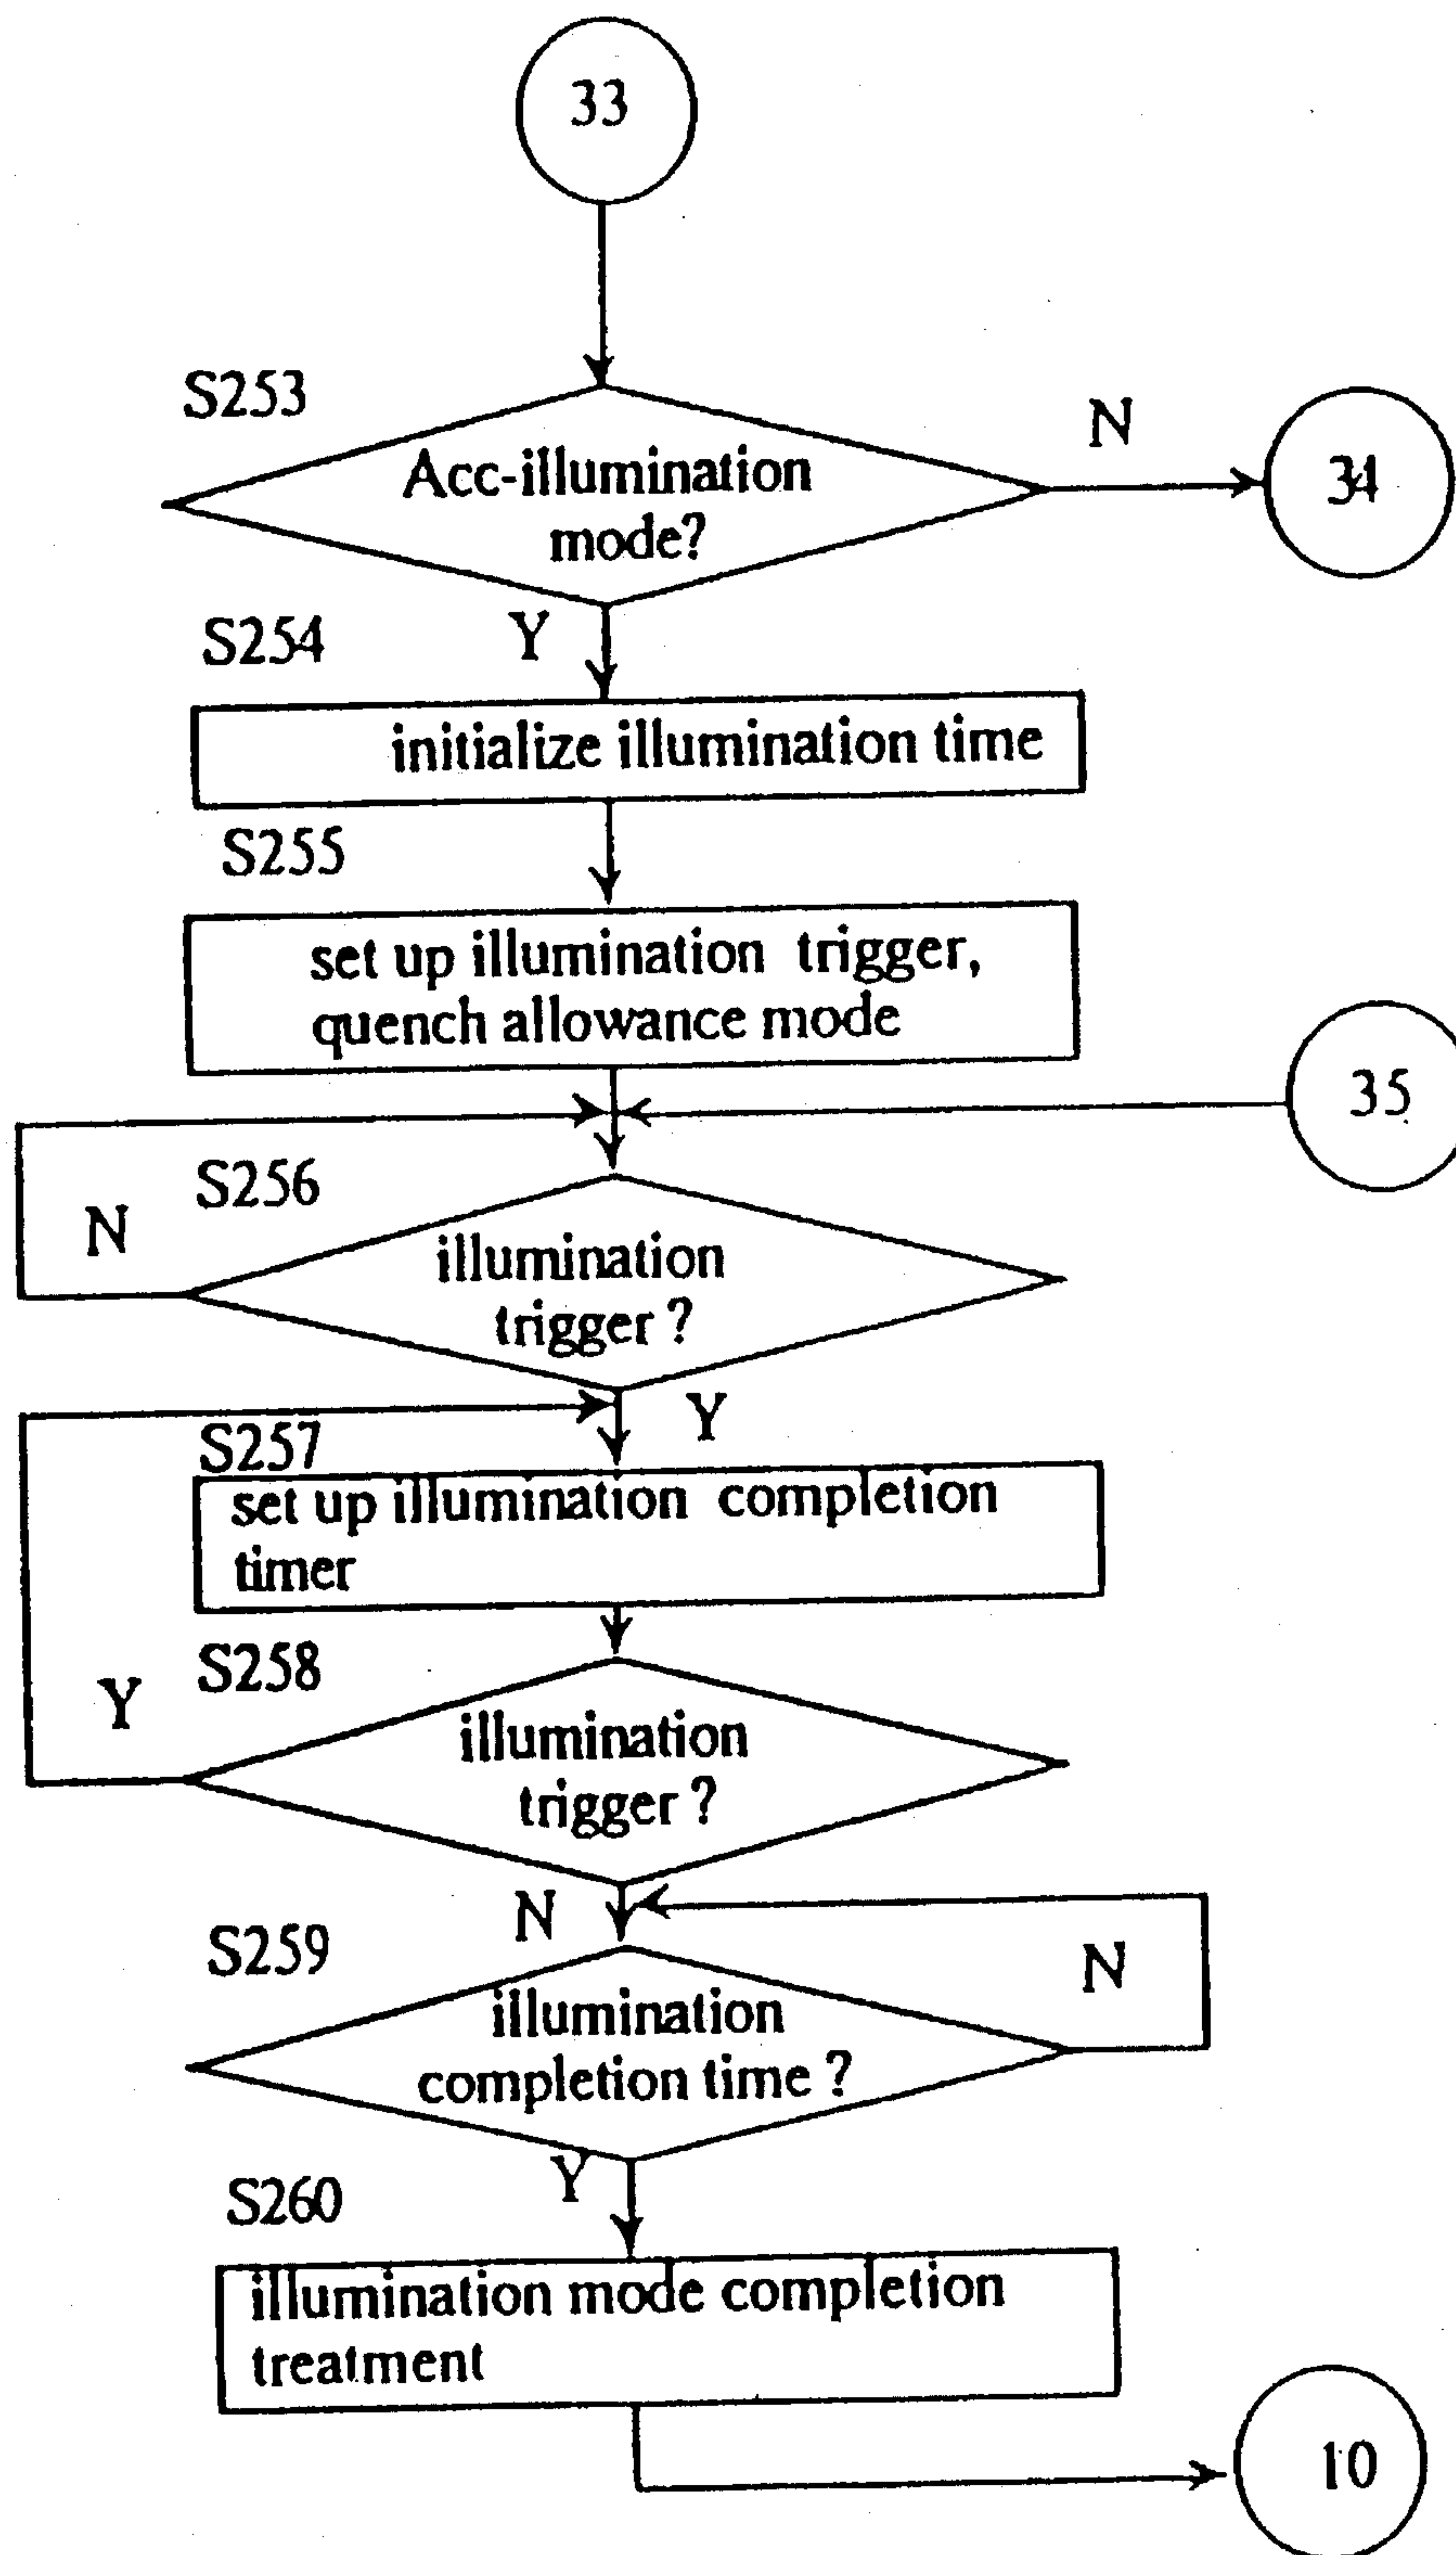 33
S253
Acc-illumination
mode?
N
34
Y
S254
initialize illumination time
S255
set up illumination trigger,
quench allowance mode
35
S256
N
illumination
trigger ?
Y
S257
set up illumination completion
timer
S258
Y
illumination
trigger ?
N
S259
N
illumination
completion time ?
Y
S260
illumination mode completion
treatment
10